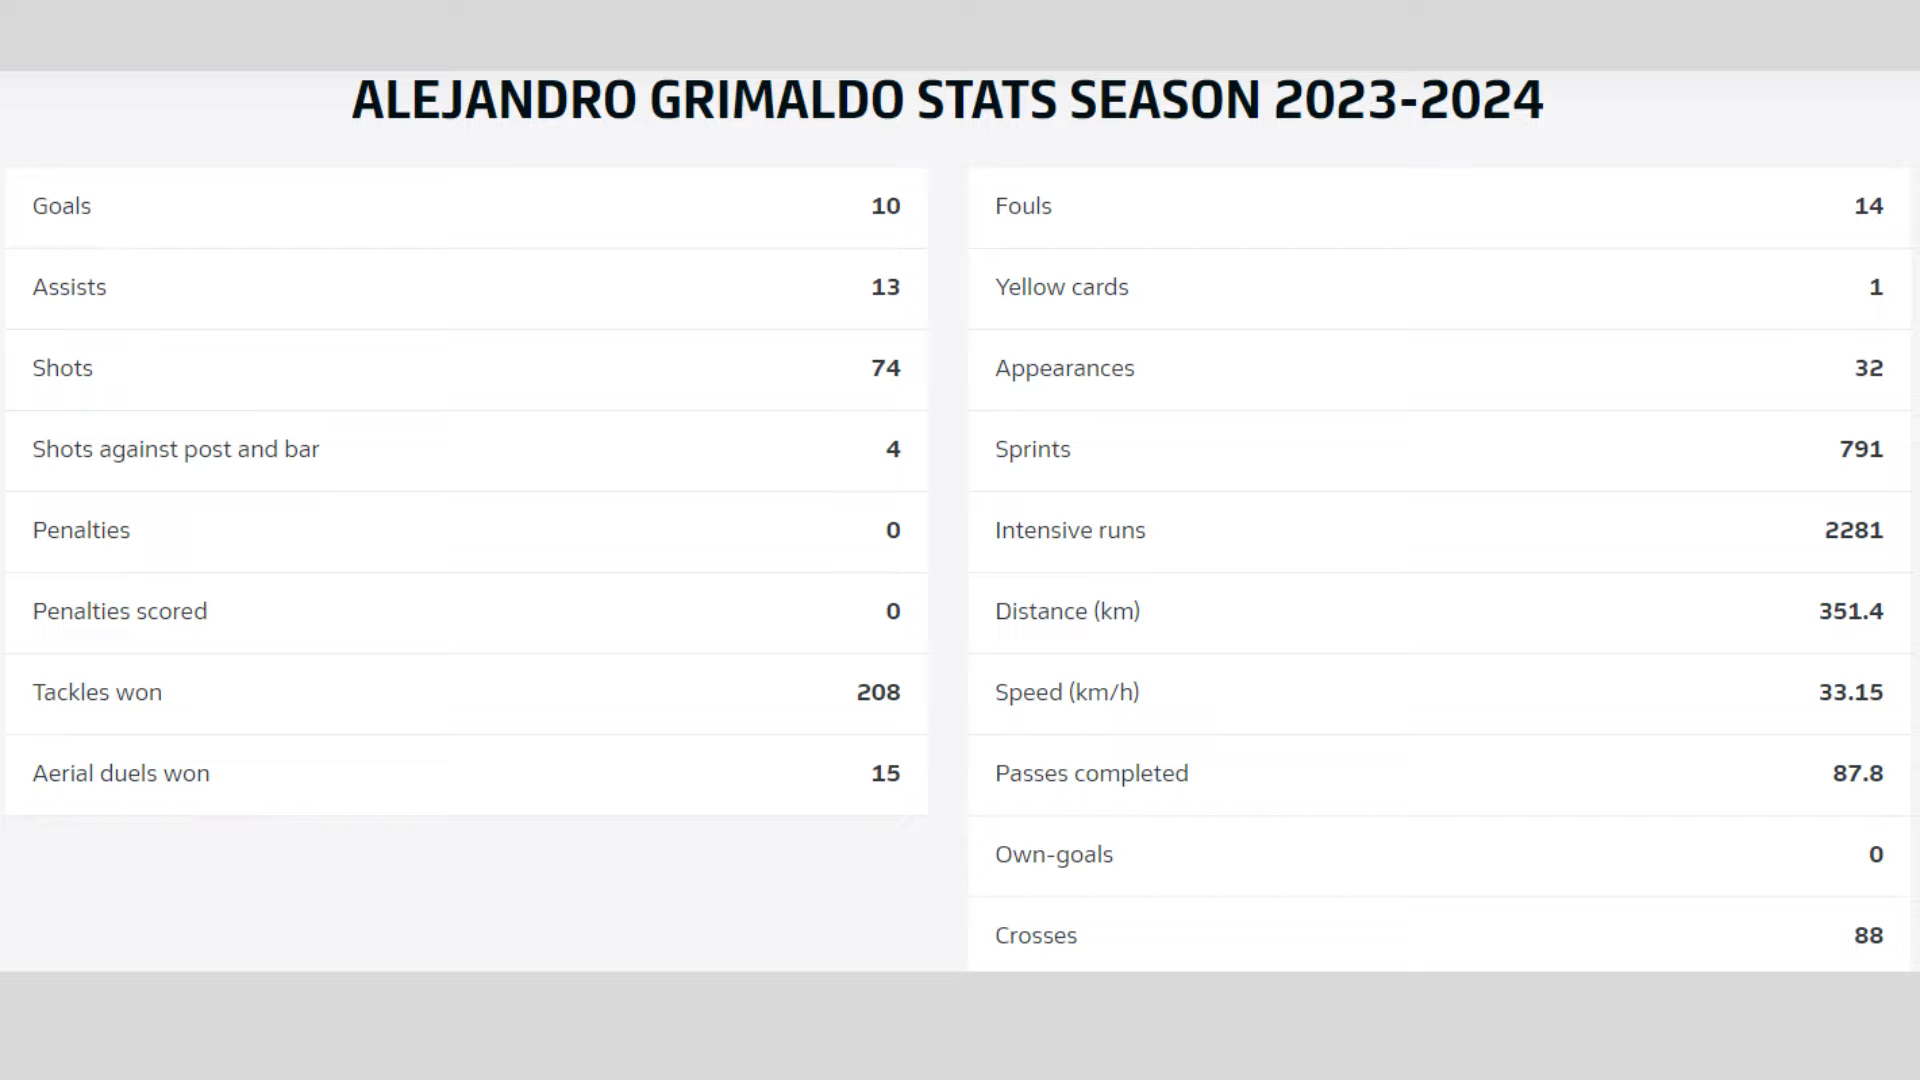 ALEJANDRO GRIMALDO STATS SEASON 2023-2024
Goals 10
Assists 13
Shots 74
Shots against post and bar 4
Penalties 0
Penalties scored 0
Tackles won 208
Aerial duels won 15
Fouls 14
Yellow cards 1
Appearances 32
Sprints 791
Intensive runs 2281
Distance (km) 351.4
Speed (km/h) 33.15
Passes completed 87.8
Own-goals 0
Crosses 88